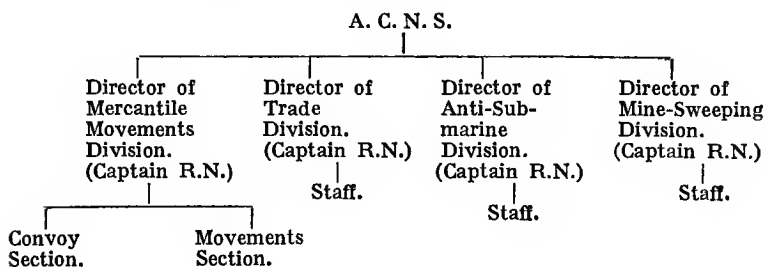 A. C. N. S.
Director of
Mercantile
Movements
Division.
(Captain R.N.)
Director of
Trade
Division.
(Captain R.N.)
Staff.
Director of
Anti-Sub-
marine
Division.
(Captain R.N.)
Staff.
Director of
Mine-Sweeping
Division.
(Captain R.N.)
Staff.
Convoy
Section.
Movements
Section.